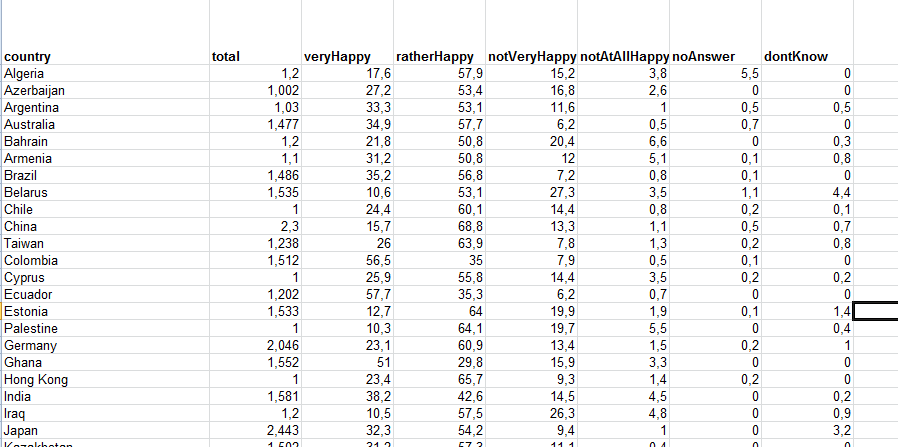 country total veryHappy ratherHappy notVeryHappy notAtAllHappy noAnswer dontKnow
Algeria 1,2 17,6 57,9 15,2 3,8 5,5 0
Azerbaijan 1,002 27,2 53,4 16,8 2,6 0 0
Argentina 1,03 33,3 53,1 11,6 1 0,5 0,5
Australia 1,477 34,9 57,7 6,2 0,5 0,7 0
Bahrain 1,2 21,8 50,8 20,4 6,6 0 0,3
Armenia 1,1 31,2 50,8 12 5,1 0,1 0,8
Brazil 1,486 35,2 56,8 7,2 0,8 0,1 0
Belarus 1,535 10,6 53,1 27,3 3,5 1,1 4,4
Chile 1 24,4 60,1 14,4 0,8 0,2 0,1
China 2,3 15,7 68,8 13,3 1,1 0,5 0,7
Taiwan 1,238 26 63,9 7,8 1,3 0,2 0,8
Colombia 1,512 56,5 35 7,9 0,5 0,1 0
Cyprus 1 25,9 55,8 14,4 3,5 0,2 0,2
Ecuador 1,202 57,7 35,3 6,2 0,7 0 0
Estonia 1,533 12,7 64 19,9 1,9 0,1 1,4
Palestine 1 10,3 64,1 19,7 5,5 0 0,4
Germany 2,046 23,1 60,9 13,4 1,5 0,2 1
Ghana 1,552 51 29,8 15,9 3,3 0 0
Hong Kong 1 23,4 65,7 9,3 1,4 0,2 0
India 1,581 38,2 42,6 14,5 4,5 0 0,2
Iraq 1,2 10,5 57,5 26,3 4,8 0 0,9
Japan 2,443 32,3 54,2 9,4 1 0 3,2